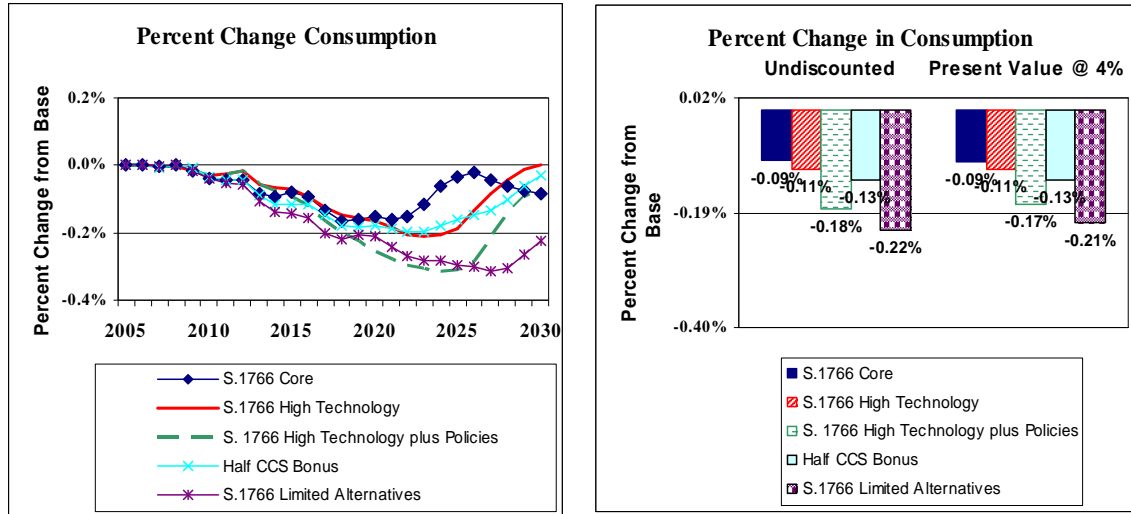 Percent Change Consumption
Percent Change from Base
0.2%
0.0%
-0.2%
-0.4%
2005 2010 2015 2020 2025 2030
S.1766 Core
S.1766 High Technology
S. 1766 High Technology plus Policies
Half CCS Bonus
S.1766 Limited Alternatives
Percent Change in Consumption
Undiscounted Present Value @ 4%
Percent Change from
Base
0.02%
-0.19%
-0.40%
-0.09% -0.11% -0.18% -0.13% -0.22%
-0.09% -0.11% -0.17% -0.13% -0.21%
S.1766 Core
S.1766 High Technology
S. 1766 High Technology plus Policies
Half CCS Bonus
S.1766 Limited Alternatives